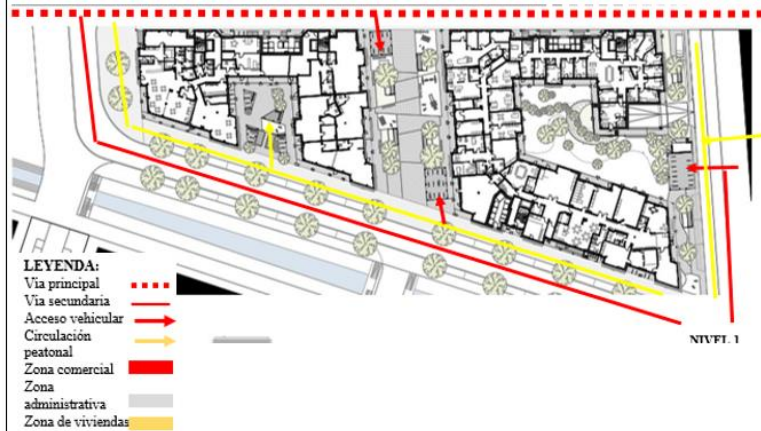 LEYENDA:
Via principal
Via secundaria
Acceso vehicular
Circulación
peatonal
Zona comercial
Zona
administrativa
Zona de viviendas
NIVEL 1